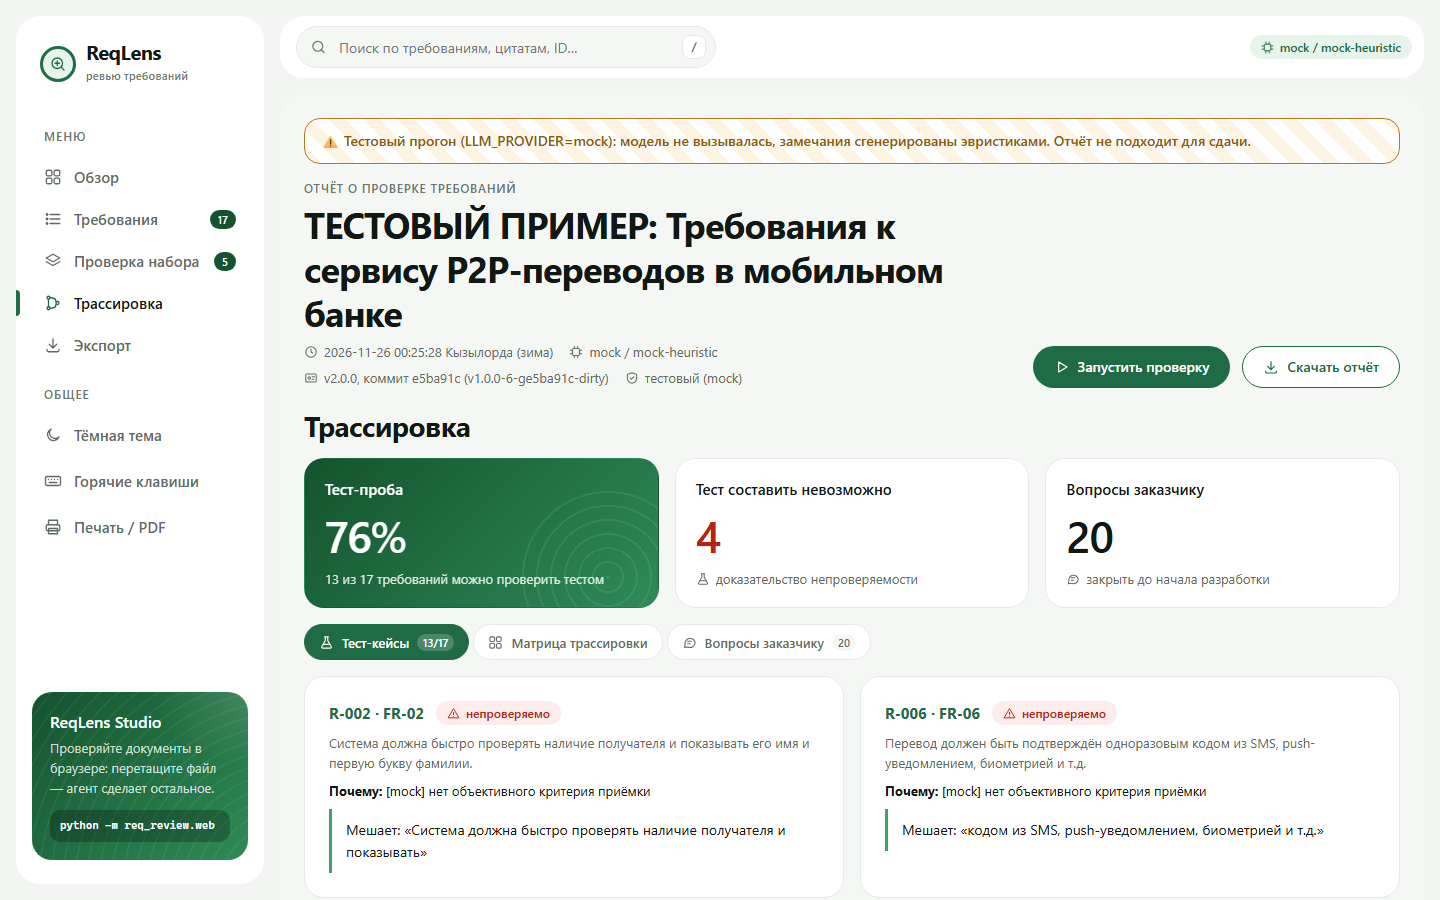 ReqLens
ревью требований
МЕНЮ
Обзор
Требования 17
Проверка набора 5
Трассировка
Экспорт
ОБЩЕЕ
Тёмная тема
Горячие клавиши
Печать / PDF
ReqLens Studio
Проверяйте документы в
браузере: перетащите файл
— агент сделает остальное.
python -m req_review.web
Поиск по требованиям, цитатам, ID... /
mock / mock-heuristic
Тестовый прогон (LLM_PROVIDER=mock): модель не вызывалась, замечания сгенерированы эвристиками. Отчёт не подходит для сдачи.
ОТЧЁТ О ПРОВЕРКЕ ТРЕБОВАНИЙ
ТЕСТОВЫЙ ПРИМЕР: Требования к
сервису P2P-переводов в мобильном
банке
2026-11-26 00:25:28 Кызылорда (зима) mock / mock-heuristic
v2.0.0, коммит e5ba91c (v1.0.0-6-ge5ba91c-dirty) тестовый (mock)
Запустить проверку
Скачать отчёт
Трассировка
Тест-проба
76%
13 из 17 требований можно проверить тестом
Тест составить невозможно
4
доказательство непроверяемости
Вопросы заказчику
20
закрыть до начала разработки
Тест-кейсы 13/17
Матрица трассировки
Вопросы заказчику 20
R-002 · FR-02 непроверяемо
Система должна быстро проверять наличие получателя и показывать его имя и
первую букву фамилии.
Почему: [mock] нет объективного критерия приёмки
Мешает: «Система должна быстро проверять наличие получателя и
показывать»
R-006 · FR-06 непроверяемо
Перевод должен быть подтверждён одноразовым кодом из SMS, push-
уведомлением, биометрией и т.д.
Почему: [mock] нет объективного критерия приёмки
Мешает: «кодом из SMS, push-уведомлением, биометрией и т.д.»